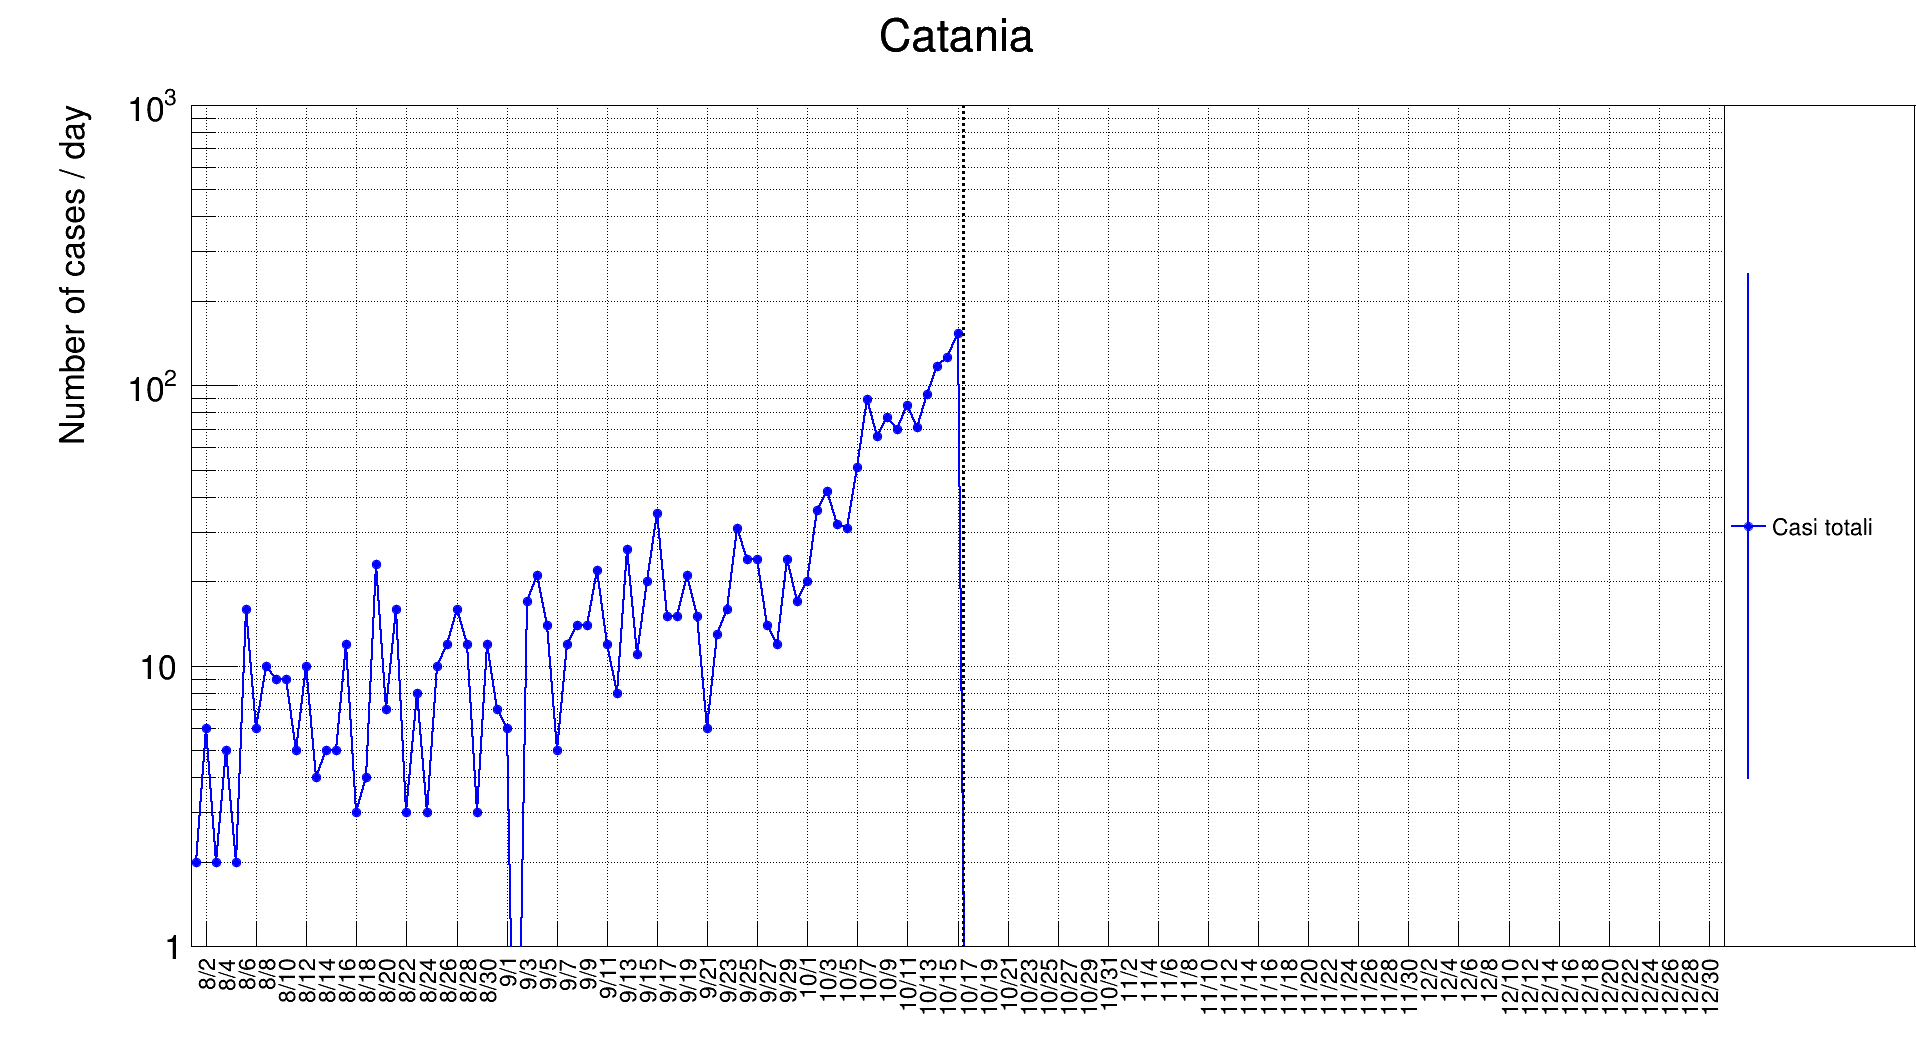 Catania
Number of cases / day
10³
10²
10
1
8/2 8/4 8/6 8/8 8/10 8/12 8/14 8/16 8/18 8/20 8/22 8/24 8/26 8/28 8/30 9/1 9/3 9/5 9/7 9/9 9/11 9/13 9/15 9/17 9/19 9/21 9/23 9/25 9/27 9/29 10/1 10/3 10/5 10/7 10/9 10/11 10/13 10/15 10/17 10/19 10/21 10/23 10/25 10/27 10/29 10/31 11/2 11/4 11/6 11/8 11/10 11/12 11/14 11/16 11/18 11/20 11/22 11/24 11/26 11/28 11/30 12/2 12/4 12/6 12/8 12/10 12/12 12/14 12/16 12/18 12/20 12/22 12/24 12/26 12/28 12/30
Casi totali